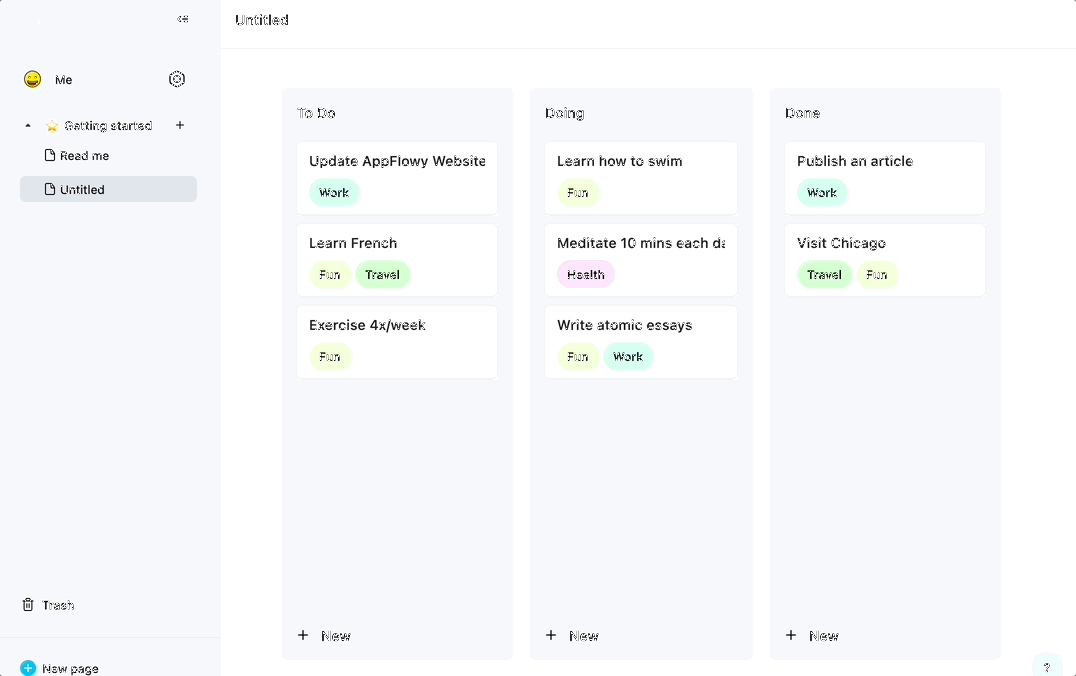 Untitled
Me
Getting started
Read me
Untitled
Trash
New page
To Do
Update AppFlowy Website
Work
Learn French
Fun Travel
Exercise 4x/week
Fun
+ New
Doing
Learn how to swim
Fun
Meditate 10 mins each da
Health
Write atomic essays
Fun Work
+ New
Done
Publish an article
Work
Visit Chicago
Travel Fun
+ New
?